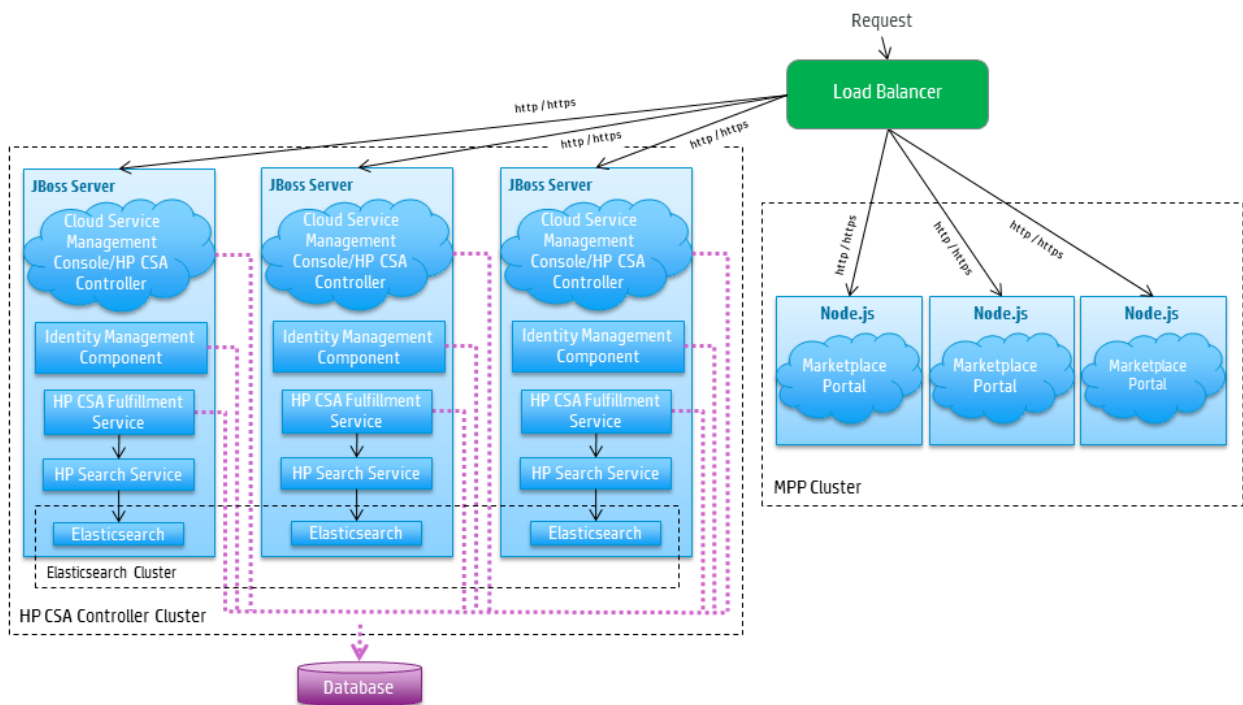 Request
Load Balancer
http / https
http / https
http / https
http / https
http / https
http / https
JBoss Server
Cloud Service
Management
Console/HP CSA
Controller
Identity Management
Component
HP CSA Fulfillment
Service
HP Search Service
Elasticsearch
JBoss Server
Cloud Service
Management
Console/HP CSA
Controller
Identity Management
Component
HP CSA Fulfillment
Service
HP Search Service
Elasticsearch
JBoss Server
Cloud Service
Management
Console/HP CSA
Controller
Identity Management
Component
HP CSA Fulfillment
Service
HP Search Service
Elasticsearch
Elasticsearch Cluster
HP CSA Controller Cluster
Database
Node.js
Marketplace
Portal
Node.js
Marketplace
Portal
Node.js
Marketplace
Portal
MPP Cluster